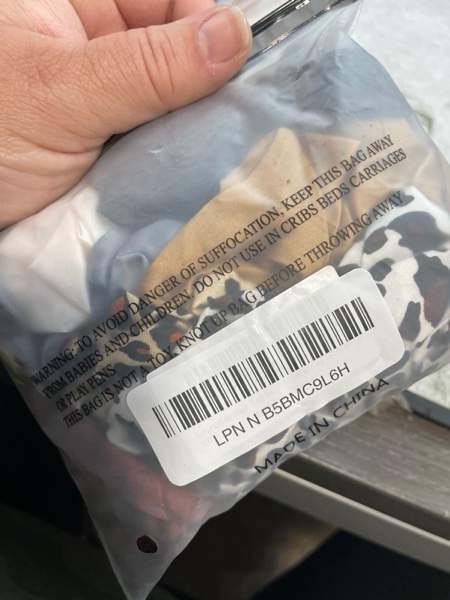 WARNING: TO AVOID DANGER OF SUFFOCATION, KEEP THIS BAG AWAY
FROM BABIES AND CHILDREN. DO NOT USE IN CRIBS BEDS CARRIAGES
OR PLAY PENS
THIS BAG IS NOT A TOY. KNOT UP BAG BEFORE THROWING AWAY
LPN N B5BMC9L6H
MADE IN CHINA